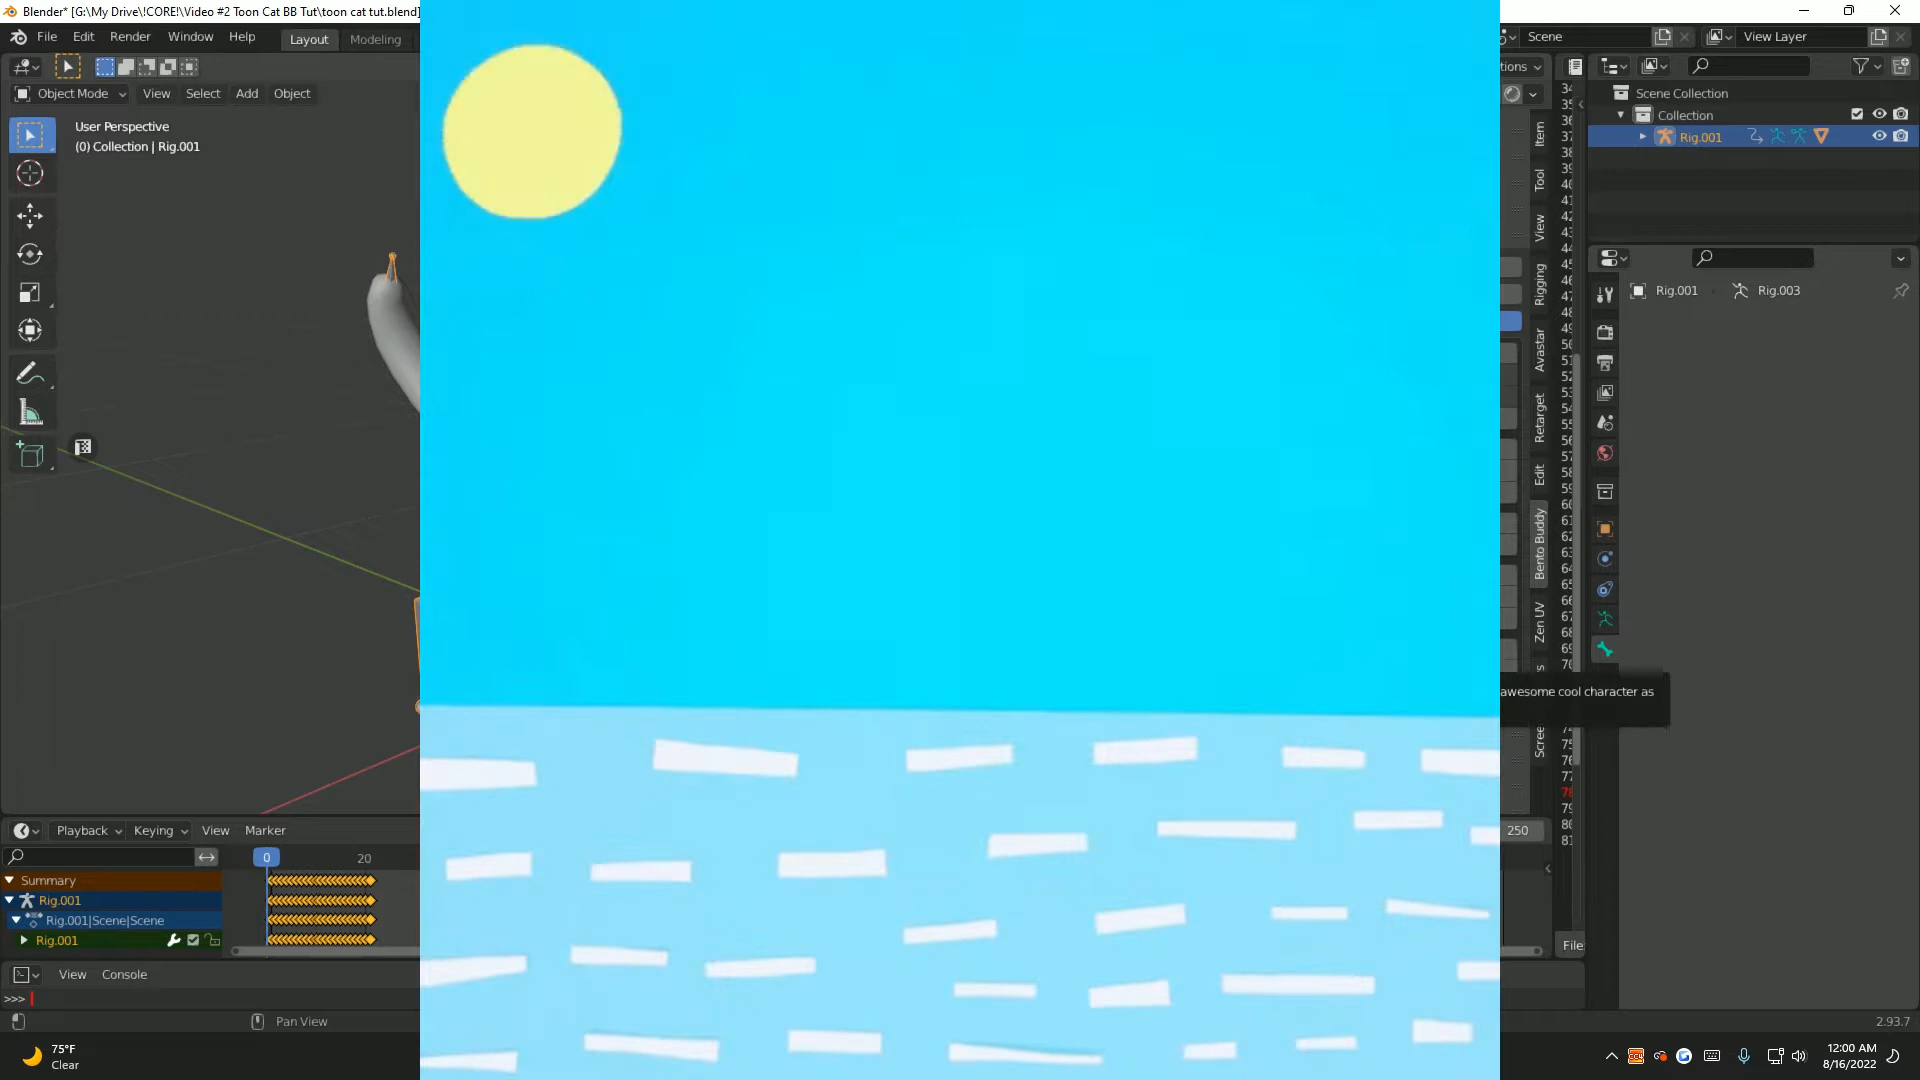 Blender* [G:\My Drive\!CORE!\Video #2 Toon Cat BB Tut\toon cat tut.blend]
File Edit Render Window Help Layout Modeling
Scene View Layer
Object Mode View Select Add Object
User Perspective
(0) Collection | Rig.001
tions
Scene Collection
Collection
Rig.001
Rig.001 Rig.003
Item
Tool
View
Rigging
Avastar
Retarget
Edit
Bento Buddy
Zen UV
Scree
awesome cool character as
Playback Keying View Marker
250
0 20
Summary
Rig.001
Rig.001|Scene|Scene
Rig.001
File
View Console
>>>
Pan View
2.93.7
75°F
Clear
12:00 AM
8/16/2022